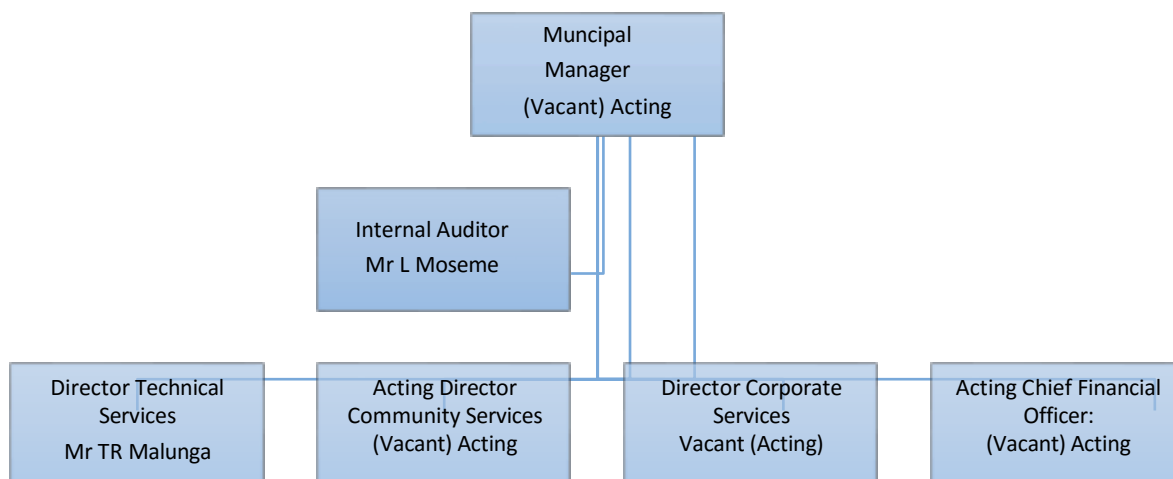 Muncipal
Manager
(Vacant) Acting
Internal Auditor
Mr L Moseme
Director Technical
Services
Mr TR Malunga
Acting Director
Community Services
(Vacant) Acting
Director Corporate
Services
Vacant (Acting)
Acting Chief Financial
Officer:
(Vacant) Acting